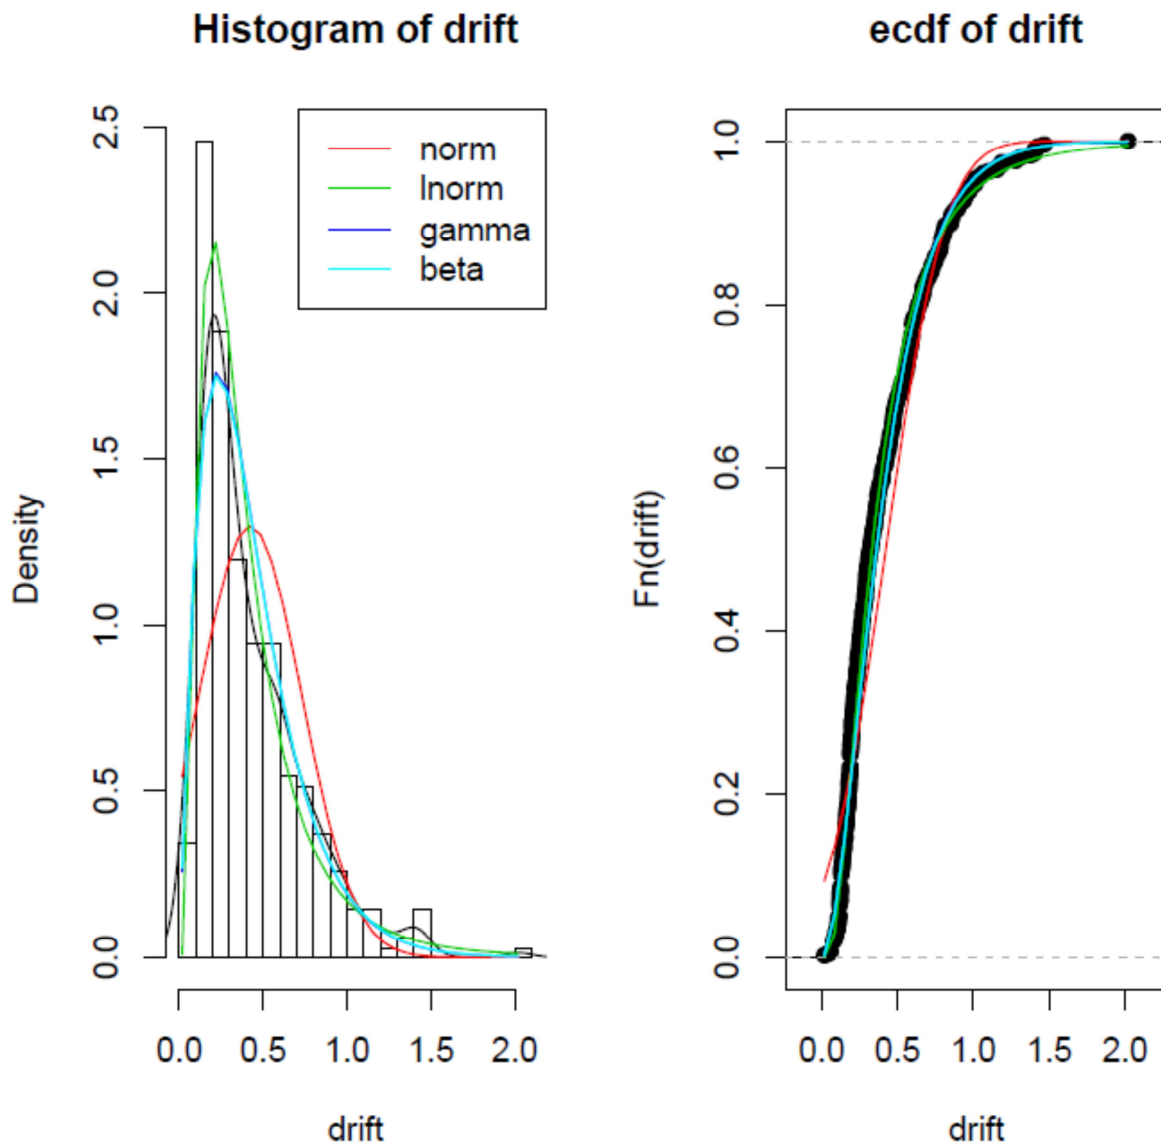 Histogram of drift
2.5
2.0
1.5
1.0
0.5
0.0
Density
norm
lnorm
gamma
beta
0.0 0.5 1.0 1.5 2.0
drift
ecdf of drift
1.0
0.8
0.6
0.4
0.2
0.0
Fn(drift)
0.0 0.5 1.0 1.5 2.0
drift